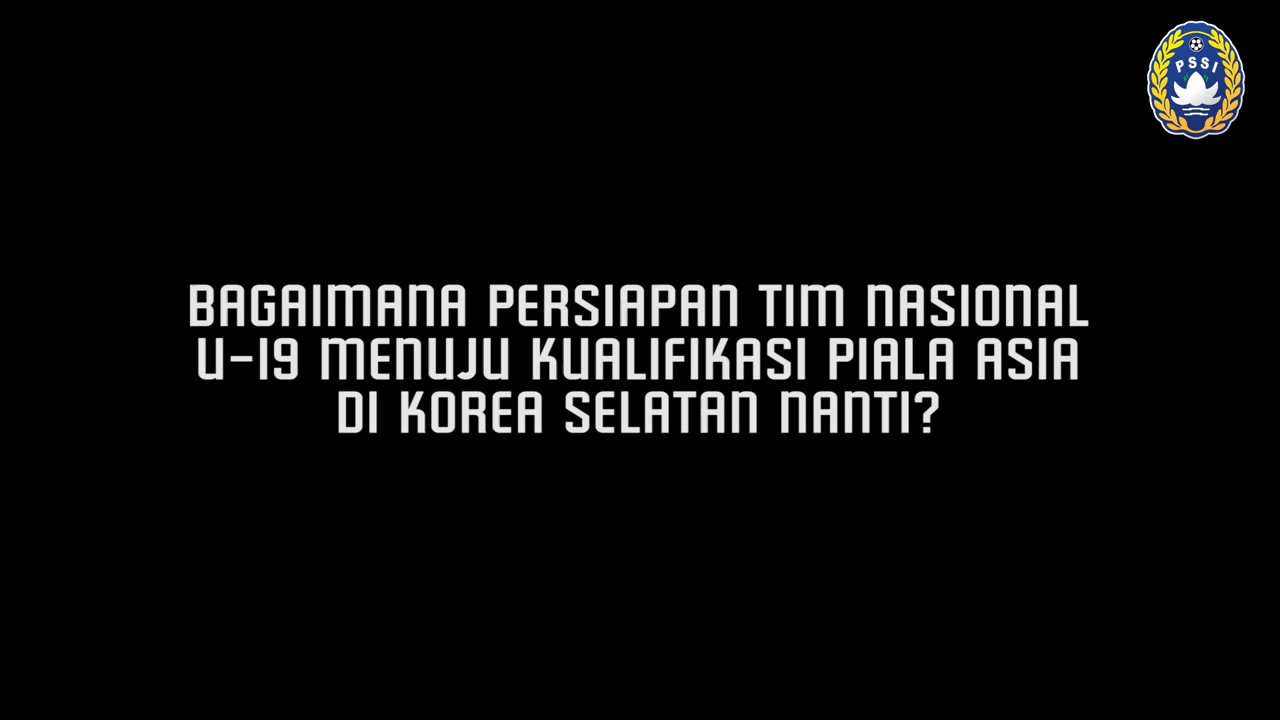 PSSI
BAGAIMANA PERSIAPAN TIM NASIONAL
U-19 MENUJU KUALIFIKASI PIALA ASIA
DI KOREA SELATAN NANTI?